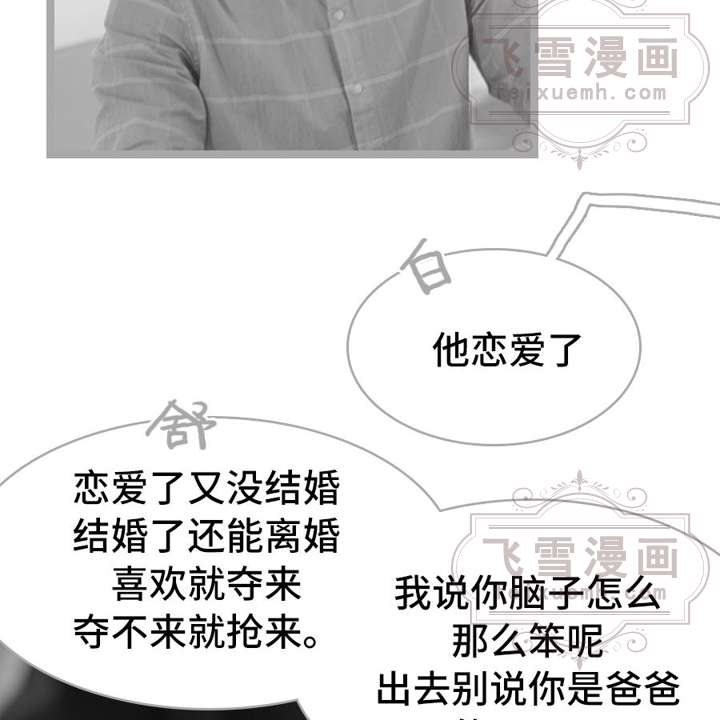 飞雪漫画
feixuemh.com
白
他恋爱了
舒
恋爱了又没结婚
结婚了还能离婚
喜欢就夺来
夺不来就抢来。
飞雪漫画
feixuemh.com
我说你脑子怎么
那么笨呢
出去别说你是爸爸